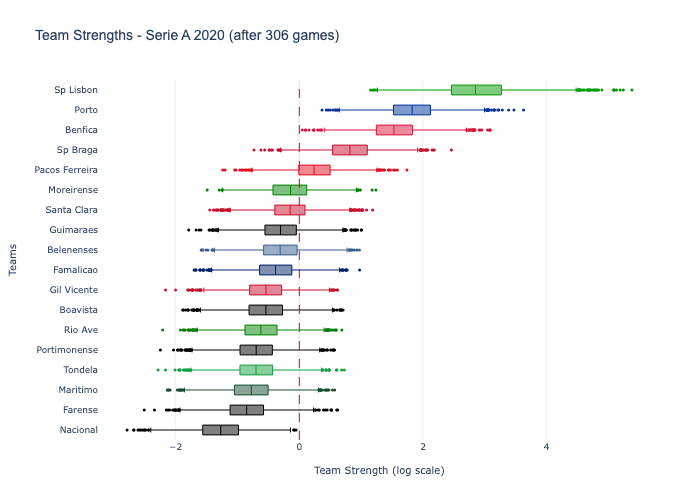 Team Strengths - Serie A 2020 (after 306 games)
Sp Lisbon
Porto
Benfica
Sp Braga
Pacos Ferreira
Moreirense
Santa Clara
Guimaraes
Belenenses
Famalicao
Gil Vicente
Boavista
Rio Ave
Portimonense
Tondela
Maritimo
Farense
Nacional
Teams
−2 0 2 4
Team Strength (log scale)